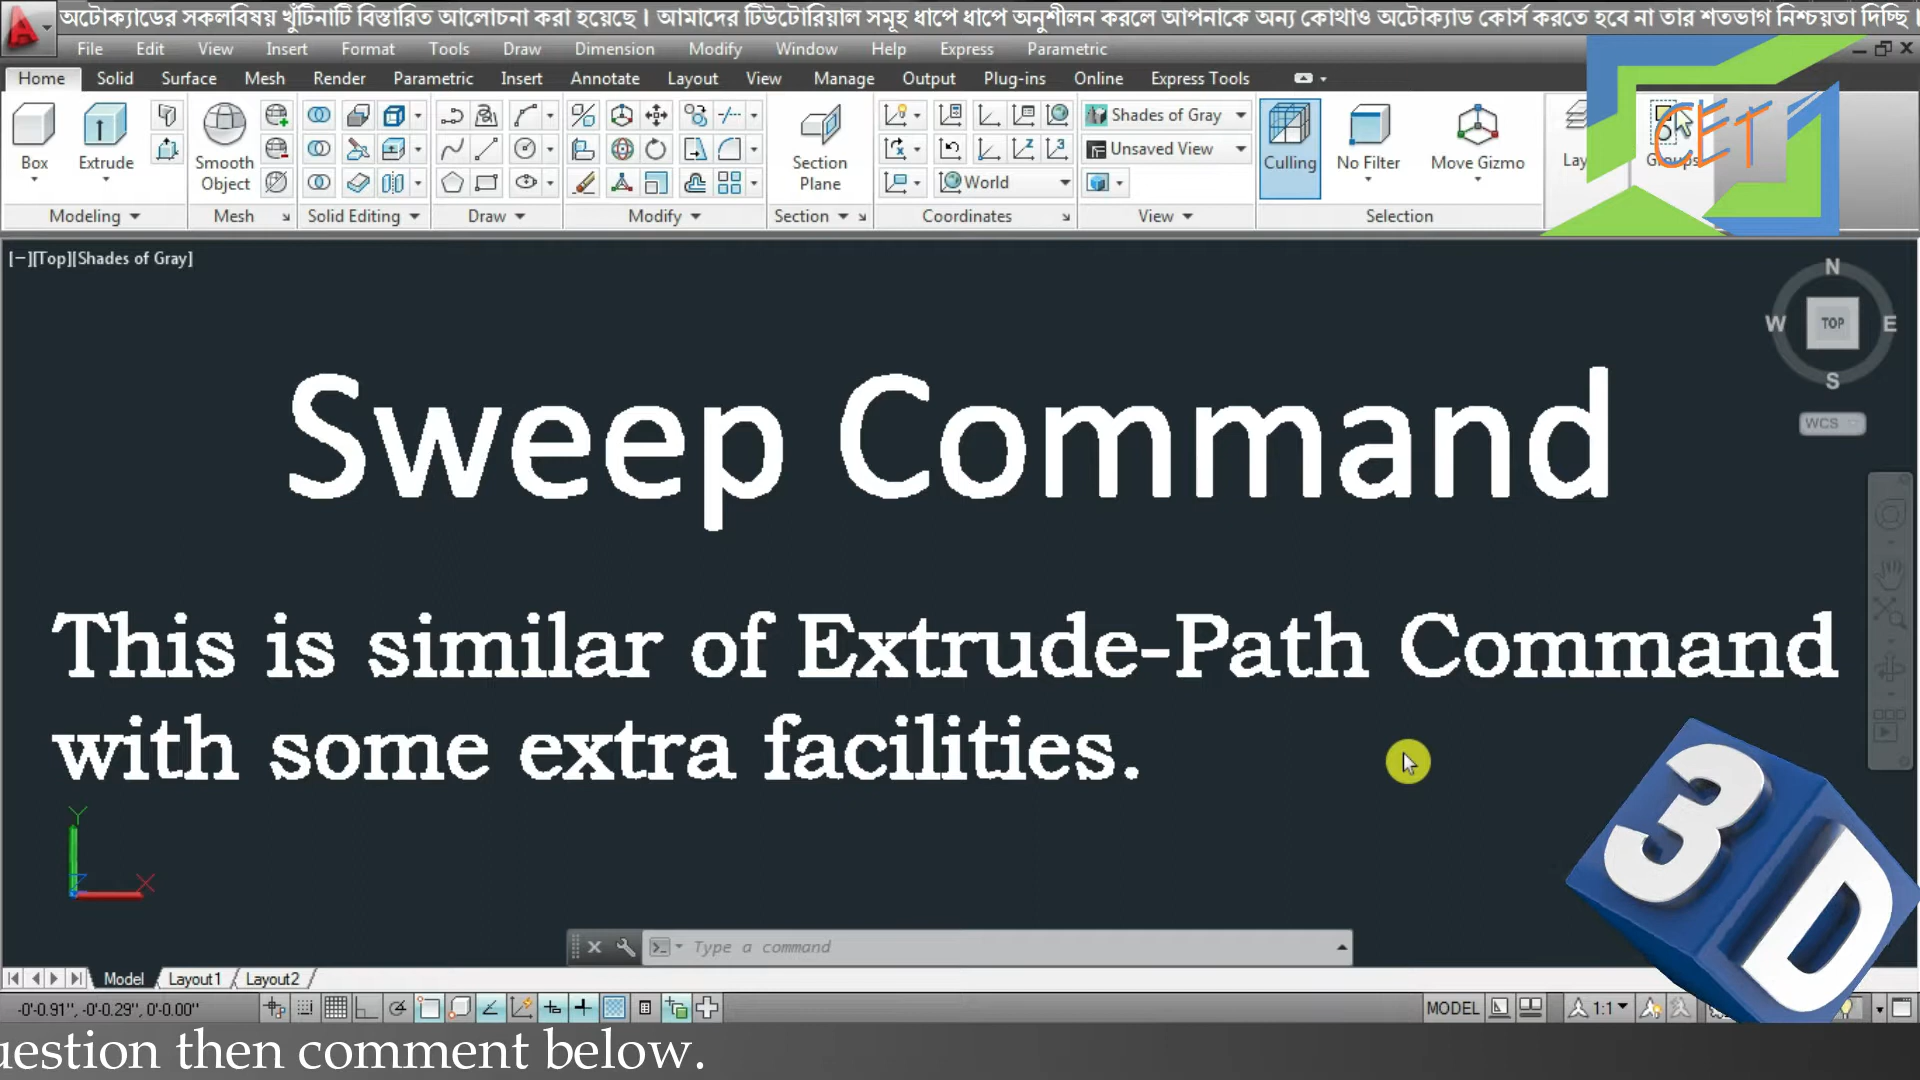 অটোক্যাডের সকলবিষয় খুঁটিনাটি বিস্তারিত আলোচনা করা হয়েছে। আমাদের টিউটোরিয়াল সমূহ ধাপে ধাপে অনুশীলন করলে আপনাকে অন্য কোথাও অটোক্যাড কোর্স করতে হবে না তার শতভাগ নিশ্চয়তা দিচ্ছি।
File Edit View Insert Format Tools Draw Dimension Modify Window Help Express Parametric
Home Solid Surface Mesh Render Parametric Insert Annotate Layout View Manage Output Plug-ins Online Express Tools
Shades of Gray
Unsaved View
World
Box Extrude Smooth Object Section Plane Culling No Filter Move Gizmo Groups
CET
Modeling Mesh Solid Editing Draw Modify Section Coordinates View Selection
[−][Top][Shades of Gray]
N
W TOP E
S
WCS
Sweep Command
This is similar of Extrude-Path Command
with some extra facilities.
3D
Y
X
Type a command
Model Layout1 Layout2
-0'-0.91", -0'-0.29", 0'-0.00" MODEL 1:1
uestion then comment below.